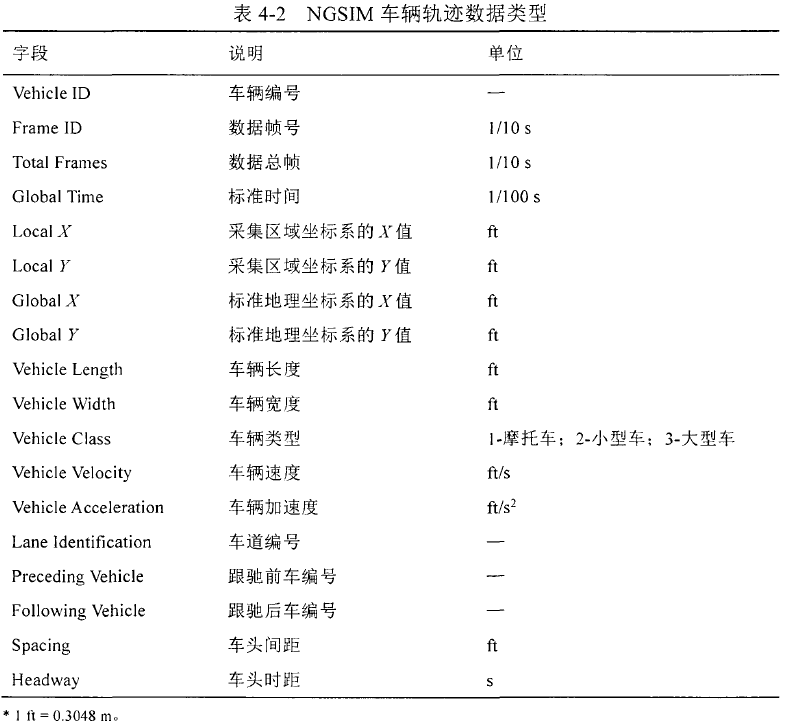 表 4-2 NGSIM 车辆轨迹数据类型
字段 说明 单位
Vehicle ID 车辆编号 —
Frame ID 数据帧号 1/10 s
Total Frames 数据总帧 1/10 s
Global Time 标准时间 1/100 s
Local X 采集区域坐标系的 X 值 ft
Local Y 采集区域坐标系的 Y 值 ft
Global X 标准地理坐标系的 X 值 ft
Global Y 标准地理坐标系的 Y 值 ft
Vehicle Length 车辆长度 ft
Vehicle Width 车辆宽度 ft
Vehicle Class 车辆类型 1-摩托车；2-小型车；3-大型车
Vehicle Velocity 车辆速度 ft/s
Vehicle Acceleration 车辆加速度 ft/s²
Lane Identification 车道编号 —
Preceding Vehicle 跟驰前车编号 —
Following Vehicle 跟驰后车编号 —
Spacing 车头间距 ft
Headway 车头时距 s
* 1 ft = 0.3048 m。